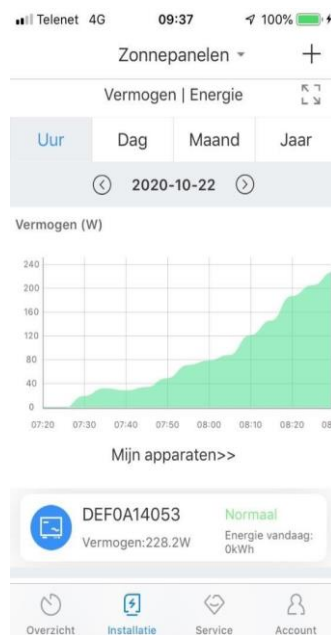 Telenet 4G 09:37 100%
Zonnepanelen
Vermogen | Energie
Uur Dag Maand Jaar
2020-10-22
Vermogen (W)
240
200
160
120
80
40
0
07:20 07:30 07:40 07:50 08:00 08:10 08:20 08
Mijn apparaten>>
DEF0A14053 Normaal
Vermogen:228.2W Energie vandaag:
0kWh
Overzicht Installatie Service Account